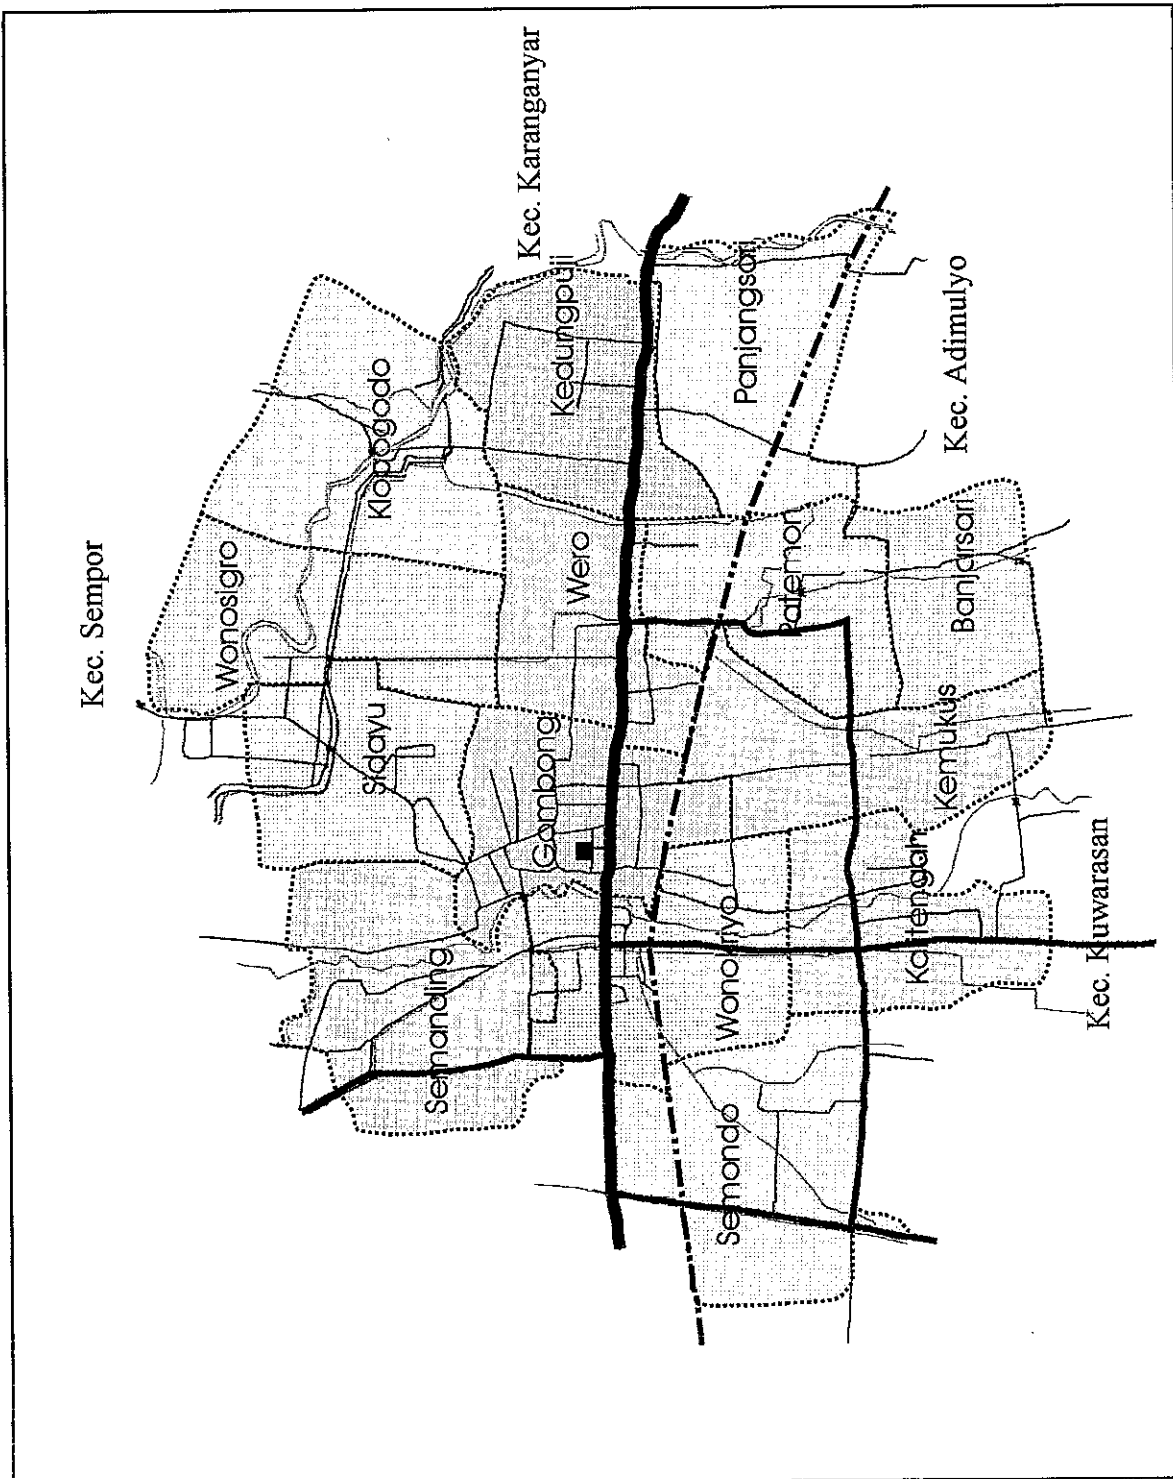 Kec. Sempor
Wonosigro
Sidayu
Klopogodo
Semanding
Kec. Karanganyar
Gombong
Kedungpuji
Wero
Semondo
Wonokriyo
Panjangsari
Patemon
Kalitengah
Kemukus
Kec. Adimulyo
Banjarsari
Kec. Kuwarasan